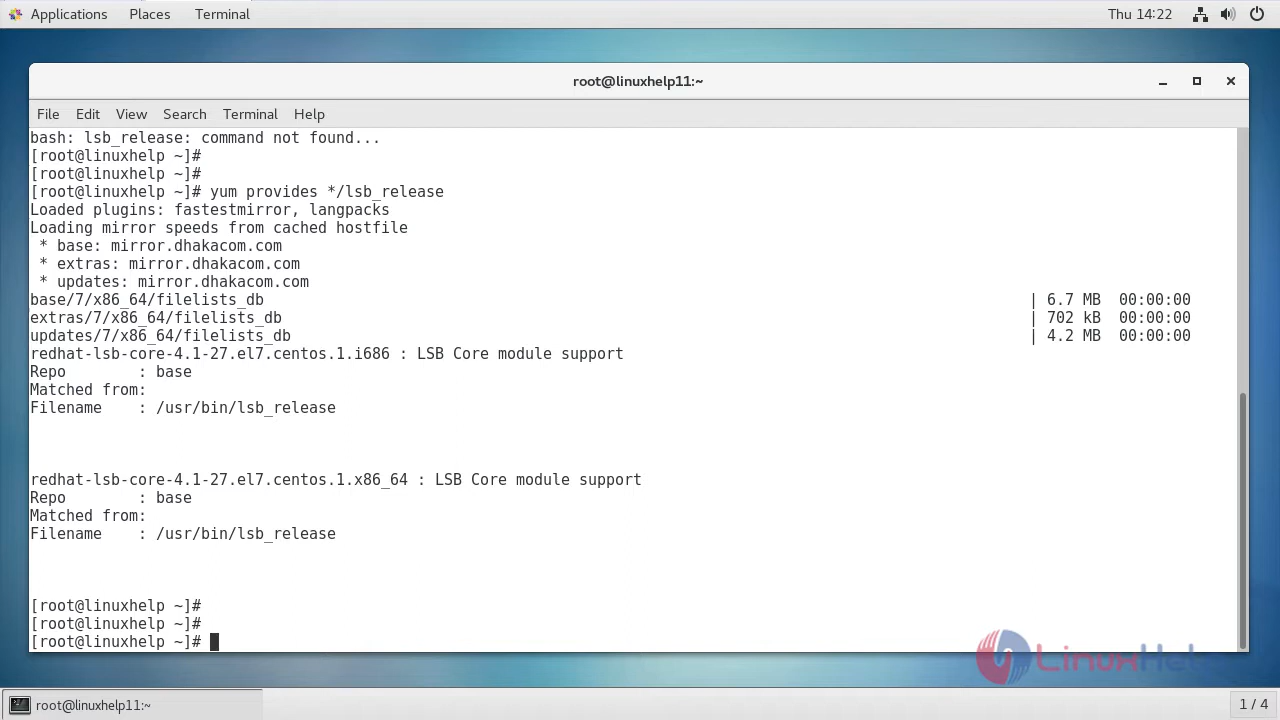 Applications Places Terminal Thu 14:22
root@linuxhelp11:~
File Edit View Search Terminal Help
bash: lsb_release: command not found...
[root@linuxhelp ~]#
[root@linuxhelp ~]#
[root@linuxhelp ~]# yum provides */lsb_release
Loaded plugins: fastestmirror, langpacks
Loading mirror speeds from cached hostfile
 * base: mirror.dhakacom.com
 * extras: mirror.dhakacom.com
 * updates: mirror.dhakacom.com
base/7/x86_64/filelists_db | 6.7 MB 00:00:00
extras/7/x86_64/filelists_db | 702 kB 00:00:00
updates/7/x86_64/filelists_db | 4.2 MB 00:00:00
redhat-lsb-core-4.1-27.el7.centos.1.i686 : LSB Core module support
Repo : base
Matched from:
Filename : /usr/bin/lsb_release
redhat-lsb-core-4.1-27.el7.centos.1.x86_64 : LSB Core module support
Repo : base
Matched from:
Filename : /usr/bin/lsb_release
[root@linuxhelp ~]#
[root@linuxhelp ~]#
[root@linuxhelp ~]#
LinuxHelp
root@linuxhelp11:~ 1 / 4